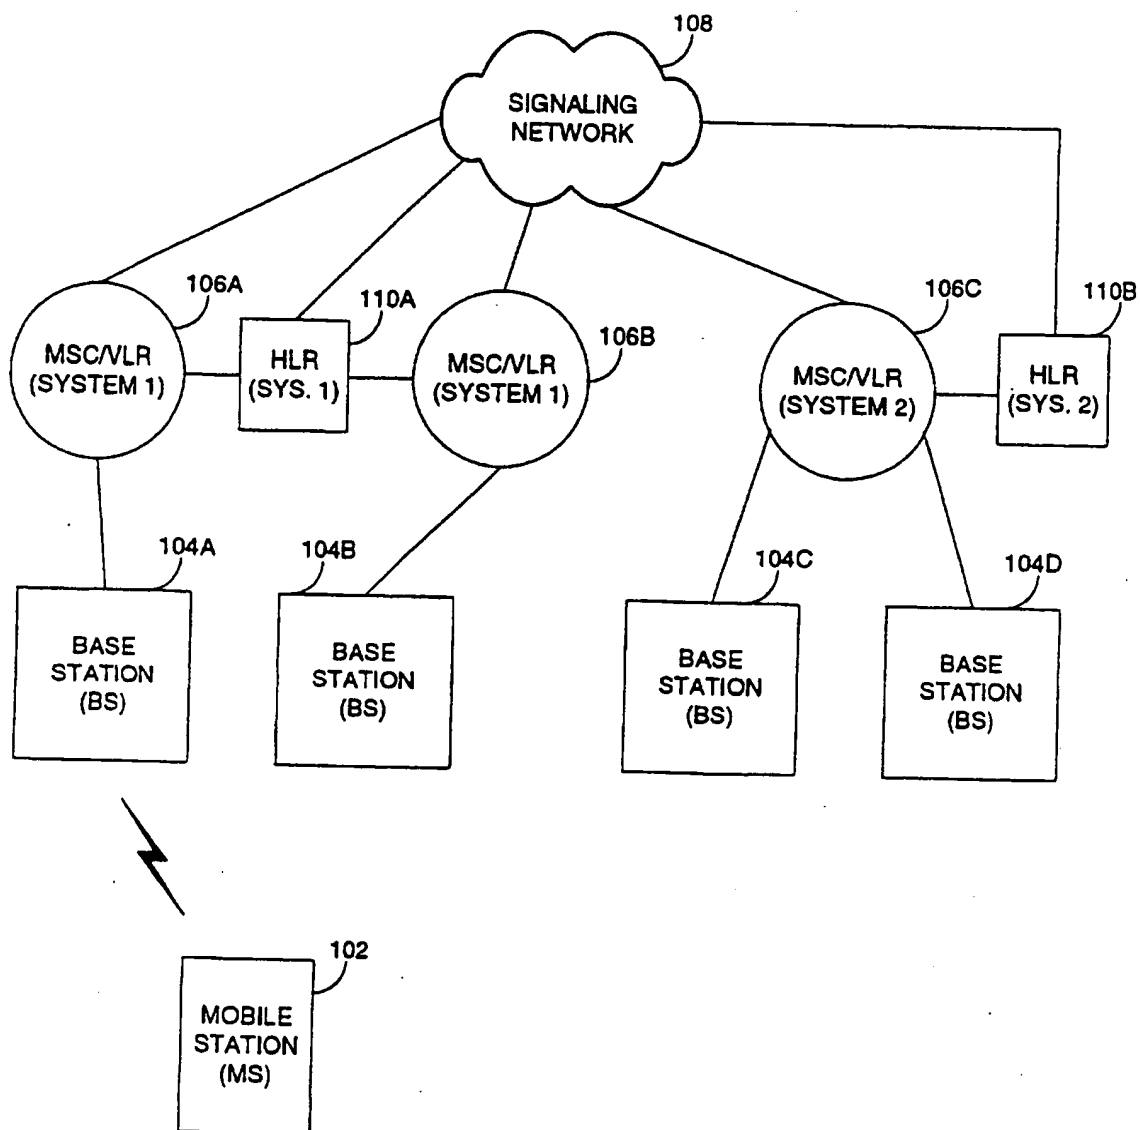 108
SIGNALING
NETWORK
106A
MSC/VLR
(SYSTEM 1)
110A
HLR
(SYS. 1)
106B
MSC/VLR
(SYSTEM 1)
106C
MSC/VLR
(SYSTEM 2)
110B
HLR
(SYS. 2)
104A
BASE
STATION
(BS)
104B
BASE
STATION
(BS)
104C
BASE
STATION
(BS)
104D
BASE
STATION
(BS)
102
MOBILE
STATION
(MS)